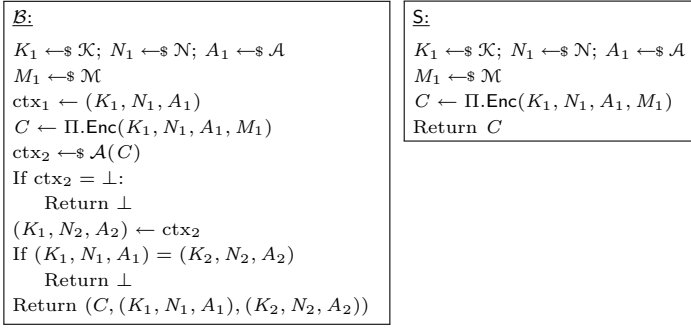 ℬ:
K₁ ←$ 𝒦; N₁ ←$ 𝒩; A₁ ←$ 𝒜
M₁ ←$ ℳ
ctx₁ ← (K₁, N₁, A₁)
C ← Π.Enc(K₁, N₁, A₁, M₁)
ctx₂ ←$ 𝒜(C)
If ctx₂ = ⊥:
Return ⊥
(K₁, N₂, A₂) ← ctx₂
If (K₁, N₁, A₁) = (K₂, N₂, A₂)
Return ⊥
Return (C, (K₁, N₁, A₁), (K₂, N₂, A₂))
S:
K₁ ←$ 𝒦; N₁ ←$ 𝒩; A₁ ←$ 𝒜
M₁ ←$ ℳ
C ← Π.Enc(K₁, N₁, A₁, M₁)
Return C